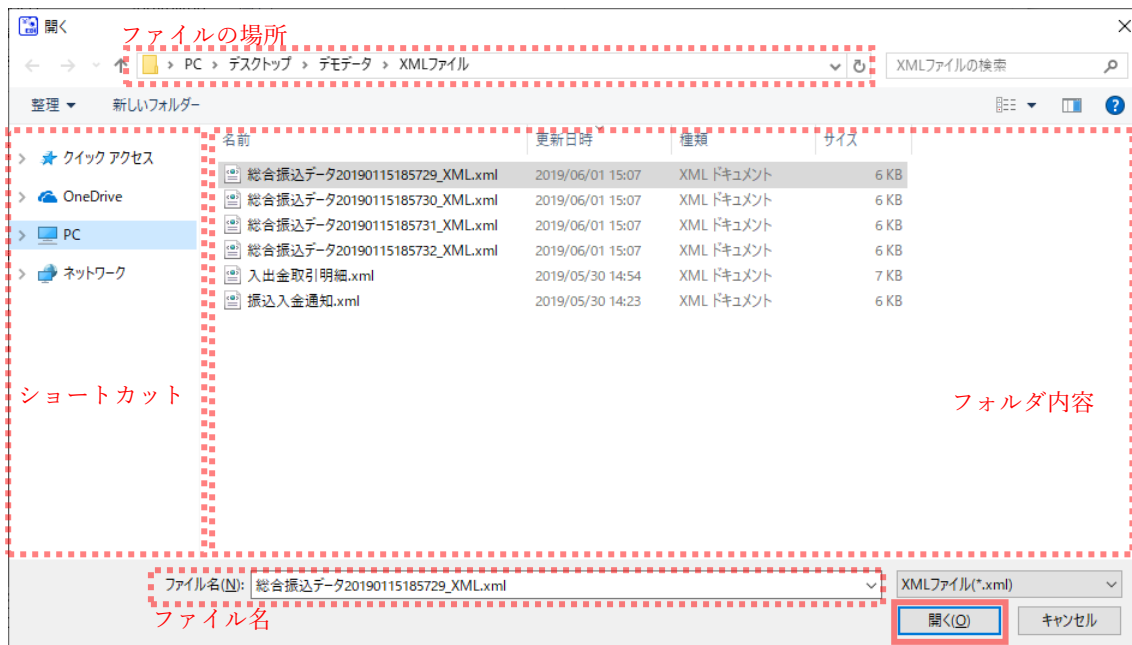 開く
ファイルの場所
PC › デスクトップ › デモデータ › XMLファイル
XMLファイルの検索
整理 新しいフォルダー
名前 更新日時 種類 サイズ
クイック アクセス
OneDrive
PC
ネットワーク
ショートカット
総合振込データ20190115185729_XML.xml 2019/06/01 15:07 XML ドキュメント 6 KB
総合振込データ20190115185730_XML.xml 2019/06/01 15:07 XML ドキュメント 6 KB
総合振込データ20190115185731_XML.xml 2019/06/01 15:07 XML ドキュメント 6 KB
総合振込データ20190115185732_XML.xml 2019/06/01 15:07 XML ドキュメント 6 KB
入出金取引明細.xml 2019/05/30 14:54 XML ドキュメント 7 KB
振込入金通知.xml 2019/05/30 14:23 XML ドキュメント 6 KB
フォルダ内容
ファイル名(N): 総合振込データ20190115185729_XML.xml XMLファイル(*.xml)
ファイル名
開く(O) キャンセル